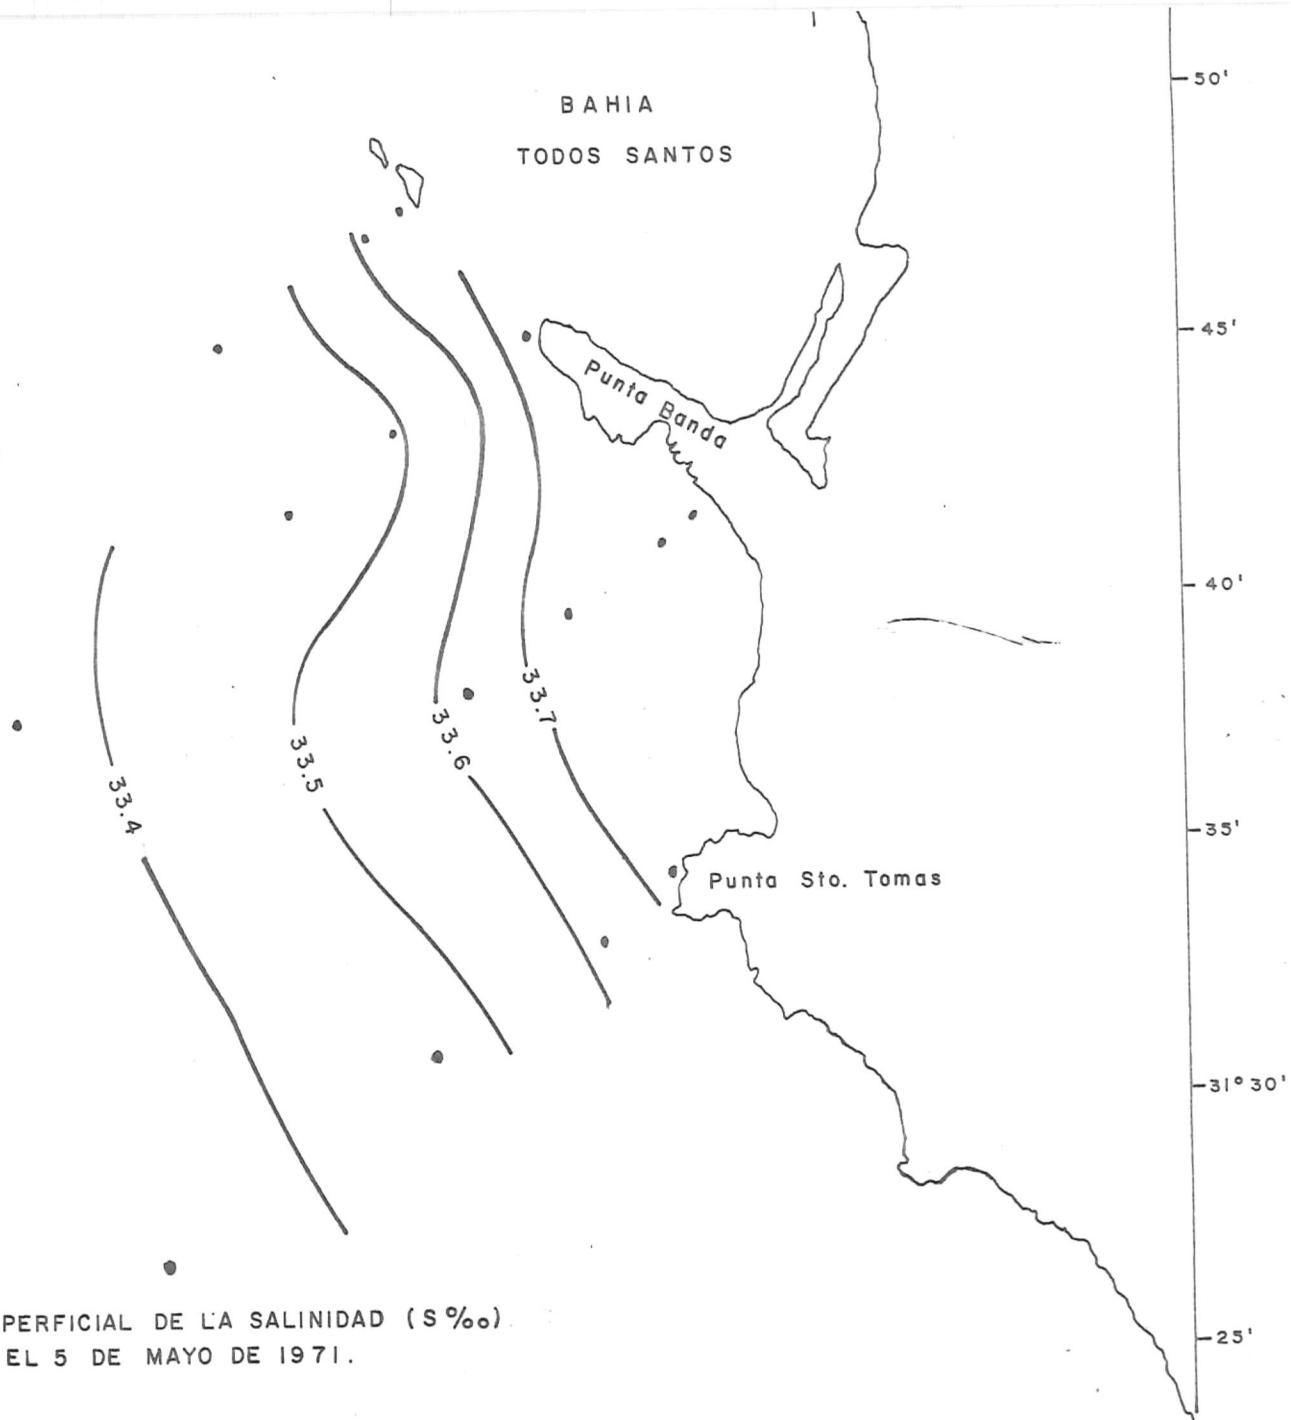 50'
BAHIA
TODOS SANTOS
45'
Punta Banda
40'
33.7
33.6
33.5
33.4
35'
Punta Sto. Tomas
31°30'
PERFICIAL DE LA SALINIDAD (S‰)
25'
EL 5 DE MAYO DE 1971.